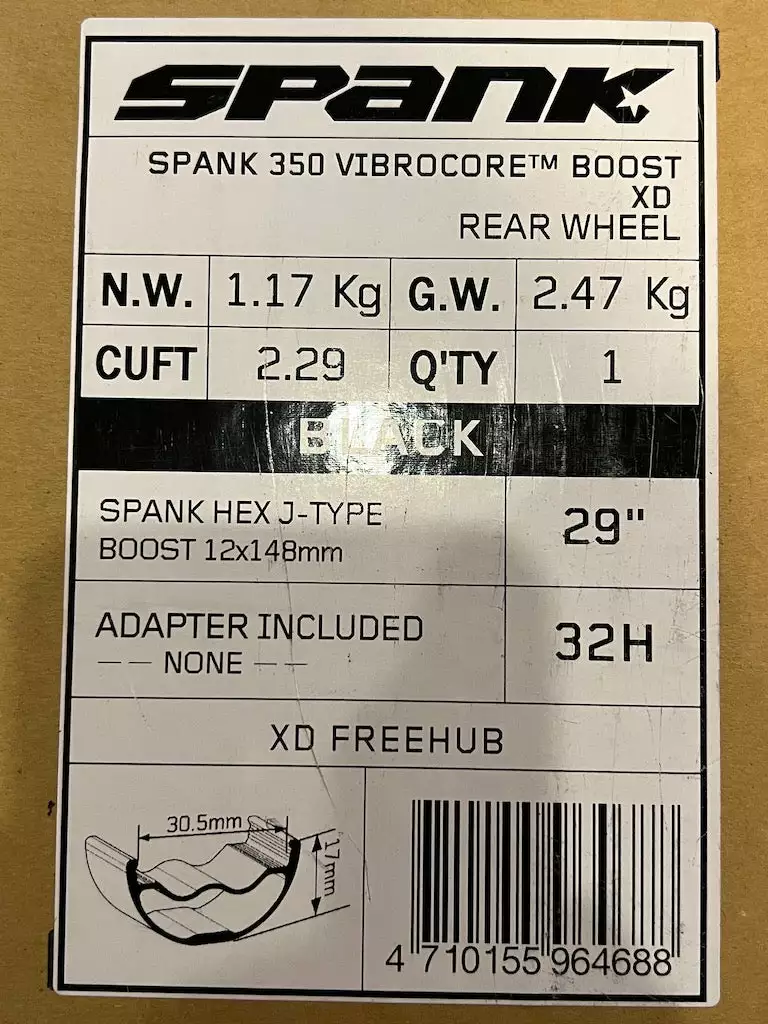 SPANK
SPANK 350 VIBROCORE™ BOOST
XD
REAR WHEEL
N.W. 1.17 Kg G.W. 2.47 Kg
CUFT 2.29 Q'TY 1
BLACK
SPANK HEX J-TYPE
BOOST 12x148mm
29"
ADAPTER INCLUDED
—— NONE ——
32H
XD FREEHUB
30.5mm
17mm
4 710155 964688